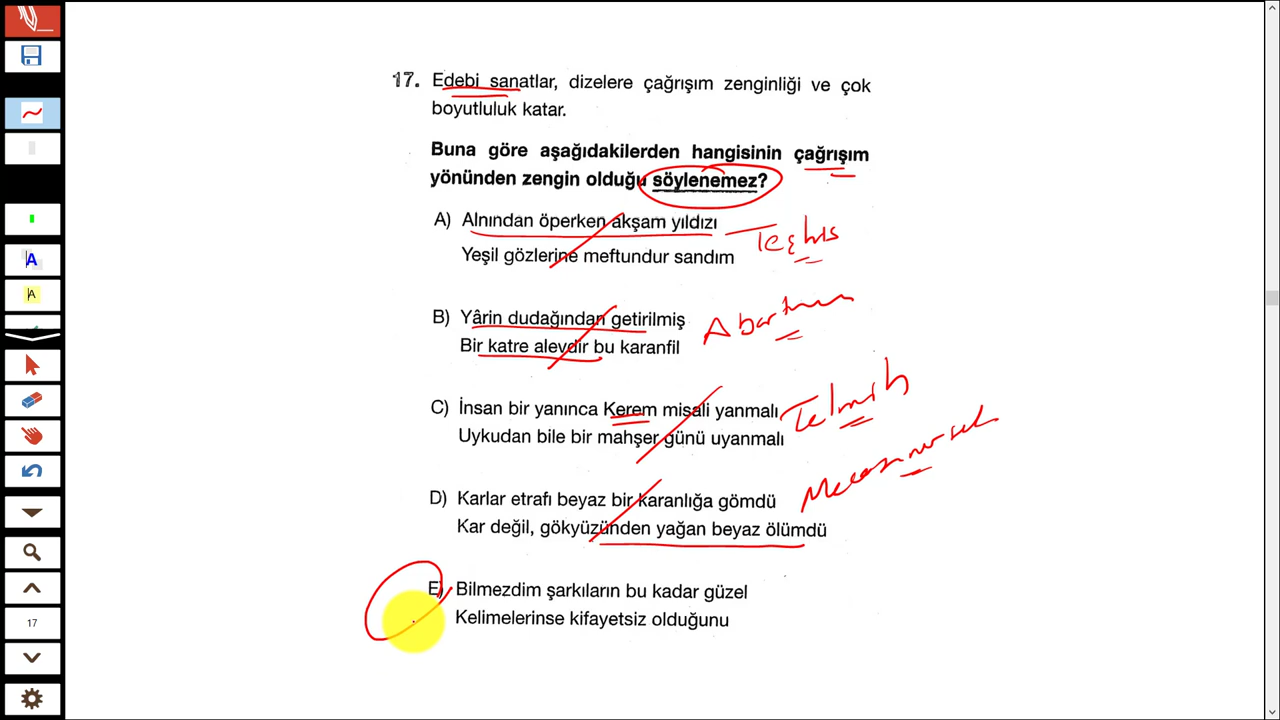 17. Edebi sanatlar, dizelere çağrışım zenginliği ve çok
boyutluluk katar.
Buna göre aşağıdakilerden hangisinin çağrışım
yönünden zengin olduğu söylenemez?
A) Alnından öperken akşam yıldızı
Teşhis
Yeşil gözlerine meftundur sandım
B) Yârin dudağından getirilmiş
Abartma
Bir katre alevdir bu karanfil
C) İnsan bir yanınca Kerem misali yanmalı
Telmih
Uykudan bile bir mahşer günü uyanmalı
D) Karlar etrafı beyaz bir karanlığa gömdü
Kar değil, gökyüzünden yağan beyaz ölümdü
E) Bilmezdim şarkıların bu kadar güzel
Kelimelerinse kifayetsiz olduğunu
A
A
17